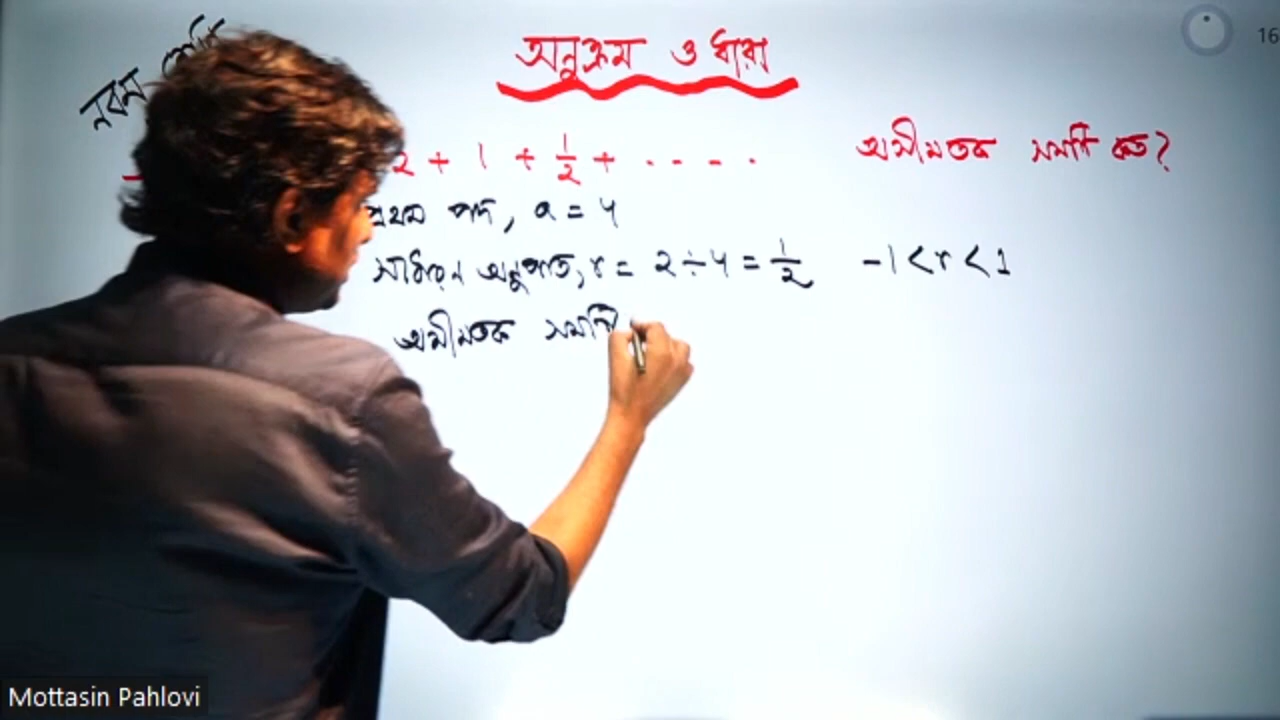 নবম শ্রেণি
16
অনুক্রম ও ধারা
2 + 1 + 1/2 + .....
অসীমতক সমষ্টি কত?
প্রথম পদ, a = 4
সাধারন অনুপাত, r = 2 ÷ 4 = 1/2 -1 < r < 1
অসীমতক সমষ্টি
Mottasin Pahlovi